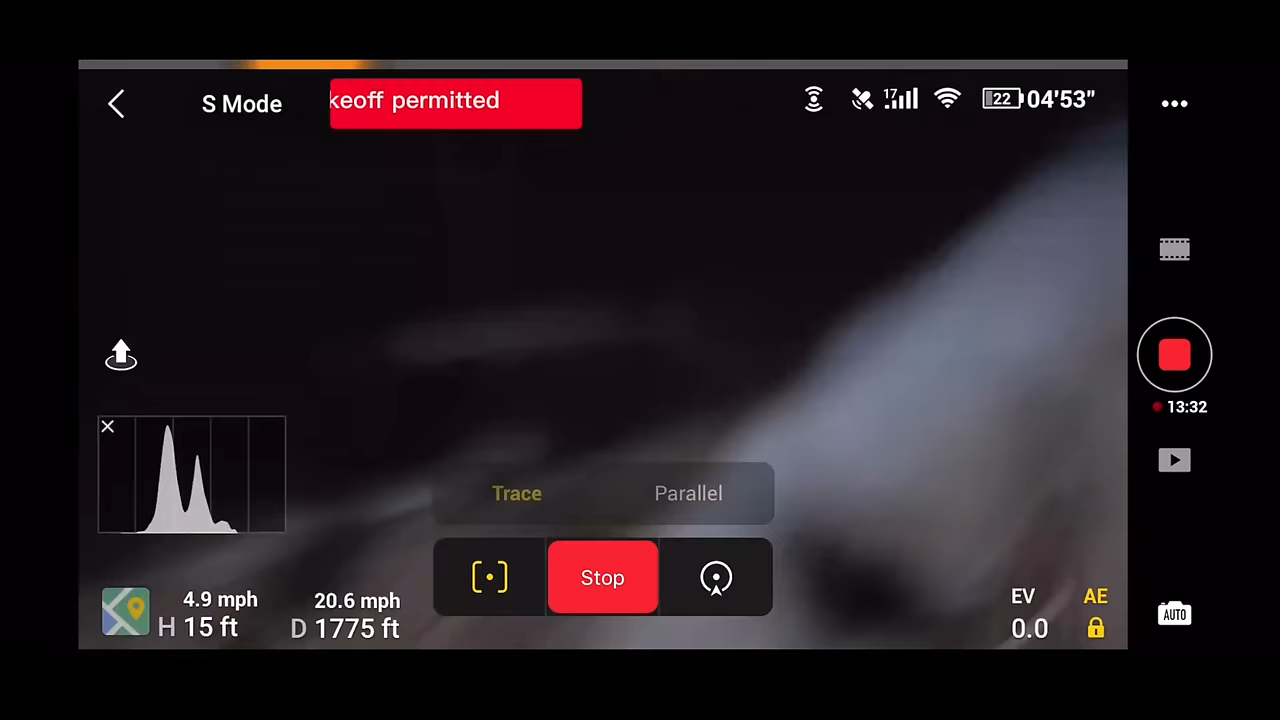 S Mode
keoff permitted
17
22
04'53"
13:32
Trace
Parallel
Stop
4.9 mph
20.6 mph
H 15 ft
D 1775 ft
EV
AE
0.0
AUTO